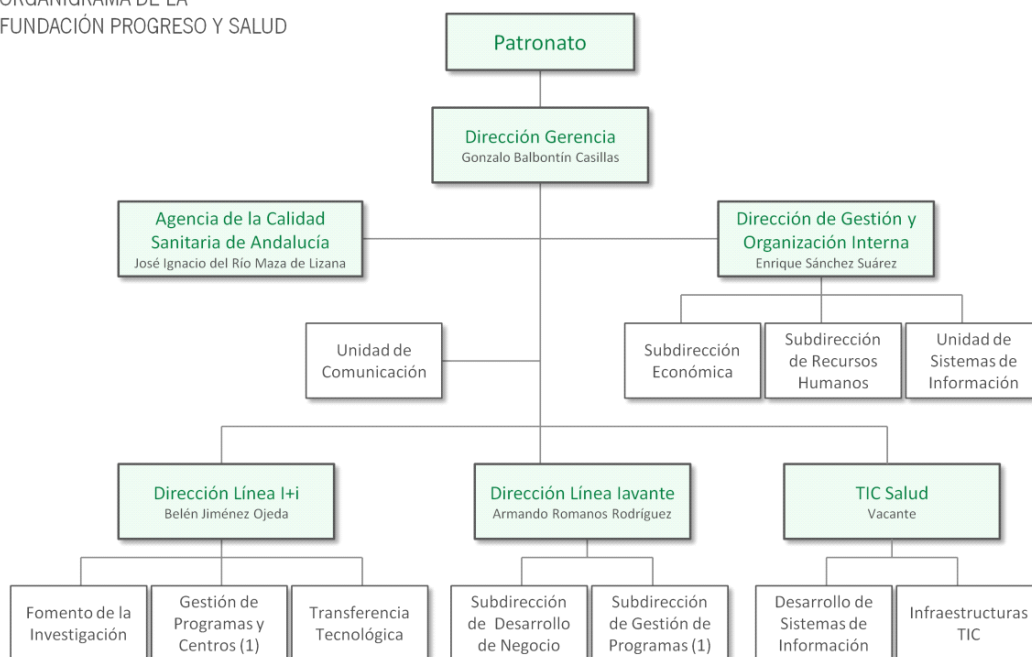 ORGANIGRAMA DE LA
FUNDACIÓN PROGRESO Y SALUD
Patronato
Dirección Gerencia
Gonzalo Balbontín Casillas
Agencia de la Calidad
Sanitaria de Andalucía
José Ignacio del Río Maza de Lizana
Dirección de Gestión y
Organización Interna
Enrique Sánchez Suárez
Unidad de
Comunicación
Subdirección
Económica
Subdirección
de Recursos
Humanos
Unidad de
Sistemas de
Información
Dirección Línea I+i
Belén Jiménez Ojeda
Dirección Línea Iavante
Armando Romanos Rodríguez
TIC Salud
Vacante
Fomento de la
Investigación
Gestión de
Programas y
Centros (1)
Transferencia
Tecnológica
Subdirección
de Desarrollo
de Negocio
Subdirección
de Gestión de
Programas (1)
Desarrollo de
Sistemas de
Información
Infraestructuras
TIC